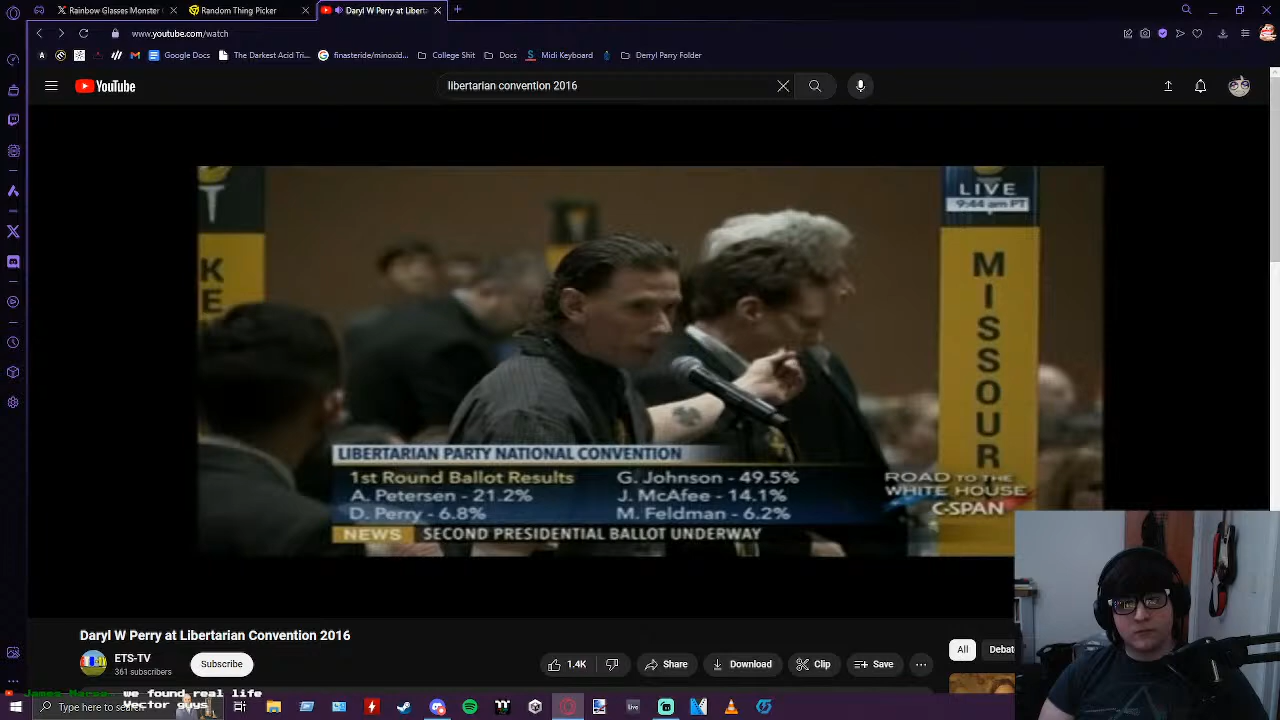 Rainbow Glasses Monster
Random Thing Picker
Daryl W Perry at Liberta
www.youtube.com/watch
Google Docs
The Darkest Acid Tri...
finasteride/minoxid...
College Shit
Docs
Midi Keyboard
Derryl Parry Folder
YouTube
libertarian convention 2016
K
E
LIVE
9:44 am PT
MISSOUR
LIBERTARIAN PARTY NATIONAL CONVENTION
1st Round Ballot Results
G. Johnson - 49.5%
A. Petersen - 21.2%
J. McAfee - 14.1%
D. Perry - 6.8%
M. Feldman - 6.2%
ROAD TO THE
WHITE HOUSE
C-SPAN
NEWS
SECOND PRESIDENTIAL BALLOT UNDERWAY
Daryl W Perry at Libertarian Convention 2016
ETS-TV
361 subscribers
Subscribe
1.4K
Share
Download
Clip
Save
All
Debat
we found real life
Vector guys
Type here to